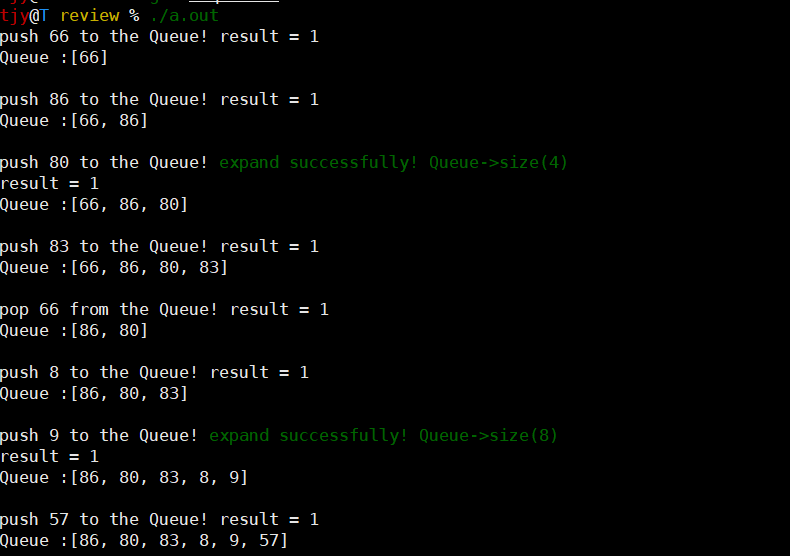 tjy@T review % ./a.out
push 66 to the Queue! result = 1
Queue :[66]
push 86 to the Queue! result = 1
Queue :[66, 86]
push 80 to the Queue! expand successfully! Queue->size(4)
result = 1
Queue :[66, 86, 80]
push 83 to the Queue! result = 1
Queue :[66, 86, 80, 83]
pop 66 from the Queue! result = 1
Queue :[86, 80]
push 8 to the Queue! result = 1
Queue :[86, 80, 83]
push 9 to the Queue! expand successfully! Queue->size(8)
result = 1
Queue :[86, 80, 83, 8, 9]
push 57 to the Queue! result = 1
Queue :[86, 80, 83, 8, 9, 57]